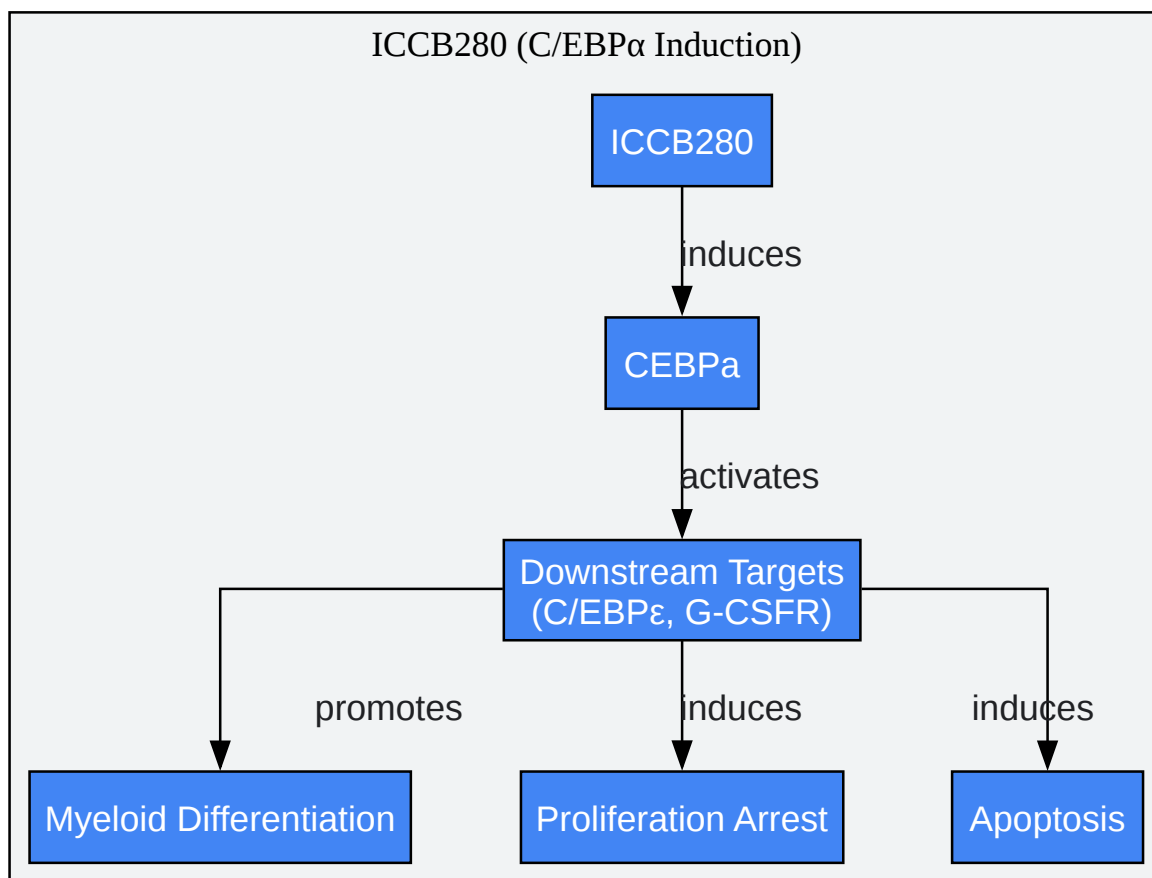 ICCB280 (C/EBPα Induction)
ICCB280
induces
CEBPa
activates
Downstream Targets
(C/EBPε, G-CSFR)
promotes
induces
induces
Myeloid Differentiation
Proliferation Arrest
Apoptosis